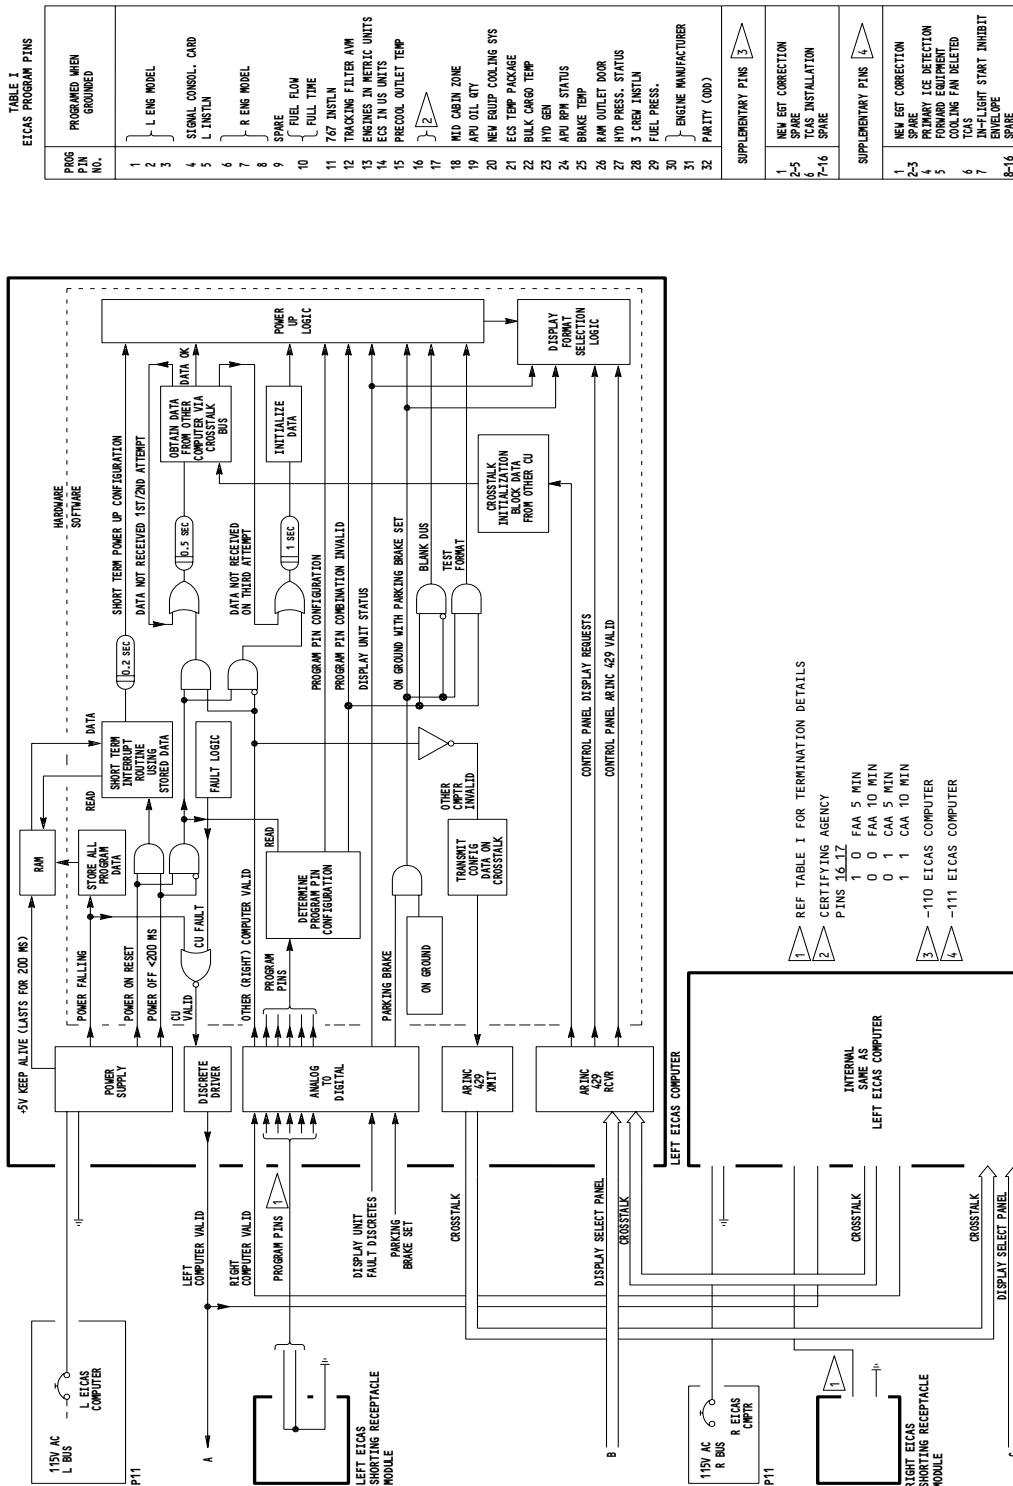 TABLE I
EICAS PROGRAM PINS
PROG PIN NO.
PROGRAMED WHEN GROUNDED
1
2
3
L ENG MODEL
4 SIGNAL CONSOL. CARD
5 L INSTLN
6
7
8
R ENG MODEL
9 SPARE
10 FUEL FLOW FULL TIME
11 767 INSTLN
12 TRACKING FILTER AVM
13 ENGINES IN METRIC UNITS
14 ECS IN US UNITS
15 PRECOOL OUTLET TEMP
16
17
2
18 MID CABIN ZONE
19 APU OIL QTY
20 NEW EQUIP COOLING SYS
21 ECS TEMP PACKAGE
22 BULK CARGO TEMP
23 HYD GEN
24 APU RPM STATUS
25 BRAKE TEMP
26 RAM OUTLET DOOR
27 HYD PRESS. STATUS
28 3 CREW INSTLN
29 FUEL PRESS.
30
31
ENGINE MANUFACTURER
32 PARITY (ODD)
SUPPLEMENTARY PINS 3
1 NEW EGT CORRECTION
2-5 SPARE
6 TCAS INSTALLATION
7-16 SPARE
SUPPLEMENTARY PINS 4
1 NEW EGT CORRECTION
2-3 SPARE
4 PRIMARY ICE DETECTION
5 FORWARD EQUIPMENT
COOLING FAN DELETED
6 TCAS
7 IN-FLIGHT START INHIBIT
ENVELOPE
8-16 SPARE
HARDWARE
SOFTWARE
POWER UP LOGIC
DISPLAY FORMAT SELECTION LOGIC
DATA OK
OBTAIN DATA FROM OTHER COMPUTER VIA CROSSTALK BUS
INITIALIZE DATA
CROSSTALK INITIALIZATION BLOCK DATA FROM OTHER CU
SHORT TERM POWER UP CONFIGURATION
DATA NOT RECEIVED 1ST/2ND ATTEMPT
0.5 SEC
DATA NOT RECEIVED ON THIRD ATTEMPT
1 SEC
0.2 SEC
PROGRAM PIN CONFIGURATION
PROGRAM PIN COMBINATION INVALID
DISPLAY UNIT STATUS
ON GROUND WITH PARKING BRAKE SET
BLANK DUS
TEST FORMAT
CONTROL PANEL DISPLAY REQUESTS
CONTROL PANEL ARINC 429 VALID
DATA
READ
SHORT TERM INTERRUPT ROUTINE USING STORED DATA
FAULT LOGIC
RAM
STORE ALL PROGRAM DATA
READ
DETERMINE PROGRAM PIN CONFIGURATION
OTHER CMPTR INVALID
TRANSMIT CONFIG DATA ON CROSSTALK
ON GROUND
+5V KEEP ALIVE (LASTS FOR 200 MS)
POWER FALLING
POWER ON RESET
POWER OFF <200 MS
CU VALID
CU FAULT
OTHER (RIGHT) COMPUTER VALID
PROGRAM PINS
PARKING BRAKE
POWER SUPPLY
DISCRETE DRIVER
ANALOG TO DIGITAL
ARINC 429 XMIT
ARINC 429 RCVR
LEFT EICAS COMPUTER
LEFT COMPUTER VALID
RIGHT COMPUTER VALID
PROGRAM PINS 1
DISPLAY UNIT FAULT DISCRETES
PARKING BRAKE SET
CROSSTALK
DISPLAY SELECT PANEL
CROSSTALK
INTERNAL SAME AS LEFT EICAS COMPUTER
CROSSTALK
CROSSTALK
DISPLAY SELECT PANEL
115V AC L BUS
L EICAS COMPUTER
P11
A
LEFT EICAS SHORTING RECEPTACLE MODULE
B
115V AC R BUS
R EICAS CMPTR
P11
1
RIGHT EICAS SHORTING RECEPTACLE MODULE
1 REF TABLE I FOR TERMINATION DETAILS
2 CERTIFYING AGENCY
PINS 16 17
1 0 FAA 5 MIN
0 0 FAA 10 MIN
0 1 CAA 5 MIN
1 1 CAA 10 MIN
3 -110 EICAS COMPUTER
4 -111 EICAS COMPUTER